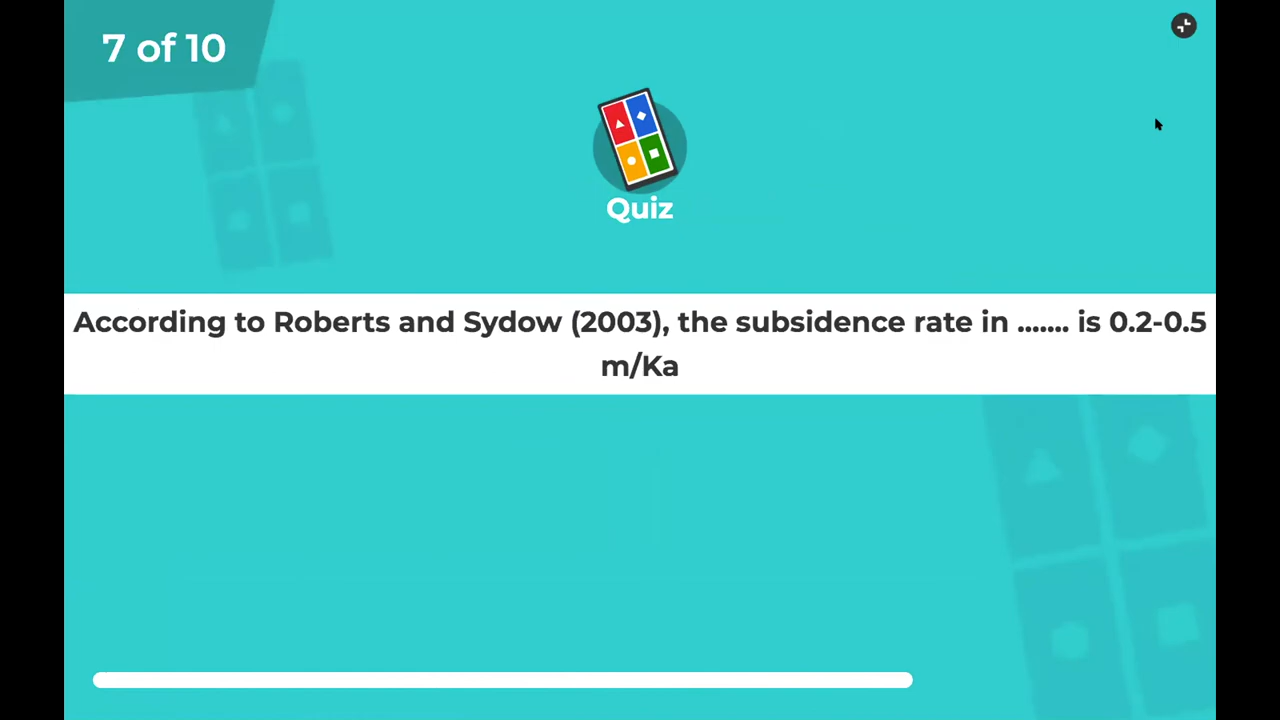 7 of 10
Quiz
According to Roberts and Sydow (2003), the subsidence rate in ....... is 0.2-0.5
m/Ka